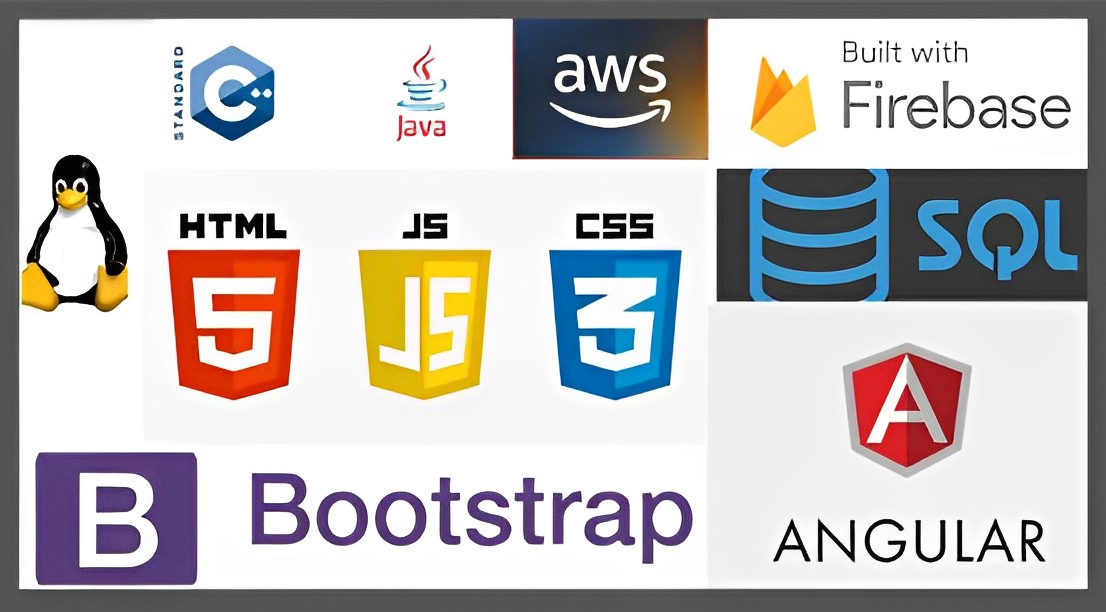 STANDARD
C++
Java
aws
Built with
Firebase
HTML
5
JS
JS
CSS
3
SQL
B
Bootstrap
A
ANGULAR